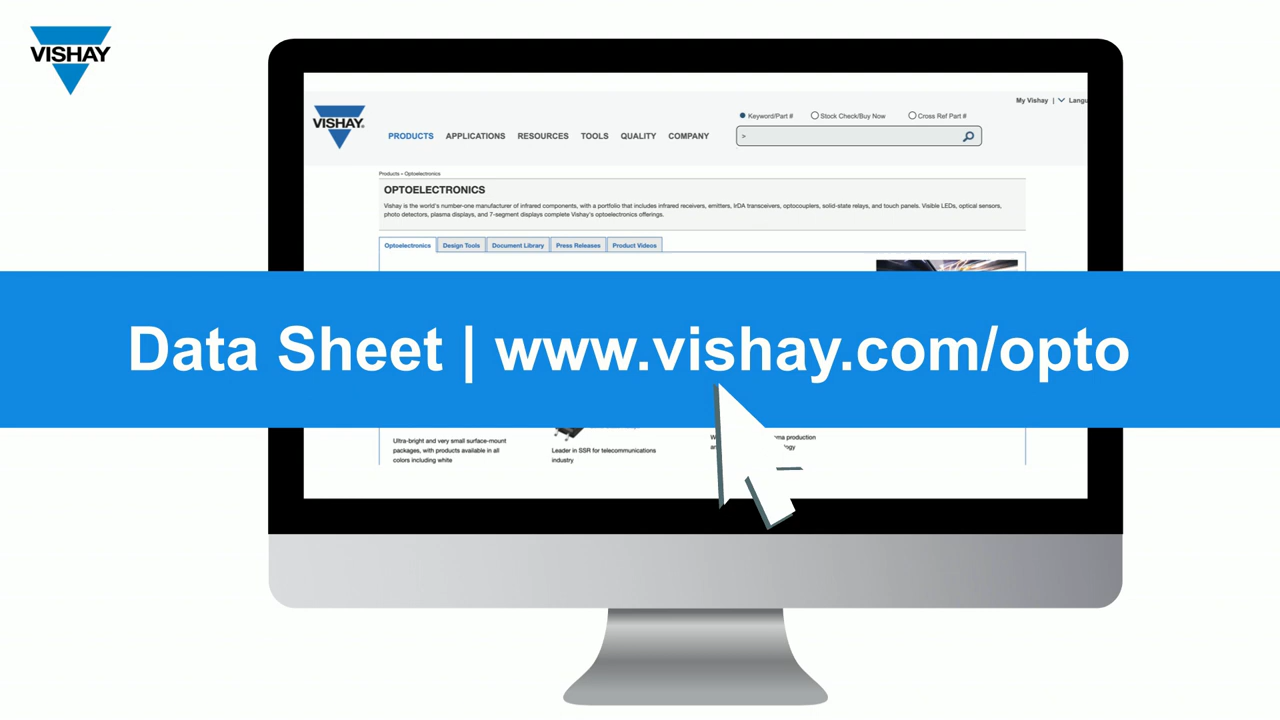 VISHAY
My Vishay | Langu
Keyword/Part # Stock Check/Buy Now Cross Ref Part #
VISHAY.
PRODUCTS APPLICATIONS RESOURCES TOOLS QUALITY COMPANY
>
Products » Optoelectronics
OPTOELECTRONICS
Vishay is the world's number-one manufacturer of infrared components, with a portfolio that includes infrared receivers, emitters, IrDA transceivers, optocouplers, solid-state relays, and touch panels. Visible LEDs, optical sensors,
photo detectors, plasma displays, and 7-segment displays complete Vishay's optoelectronics offerings.
Optoelectronics Design Tools Document Library Press Releases Product Videos
Data Sheet | www.vishay.com/opto
Ultra-bright and very small surface-mount
packages, with products available in all
colors including white
Leader in SSR for telecommunications
industry
production